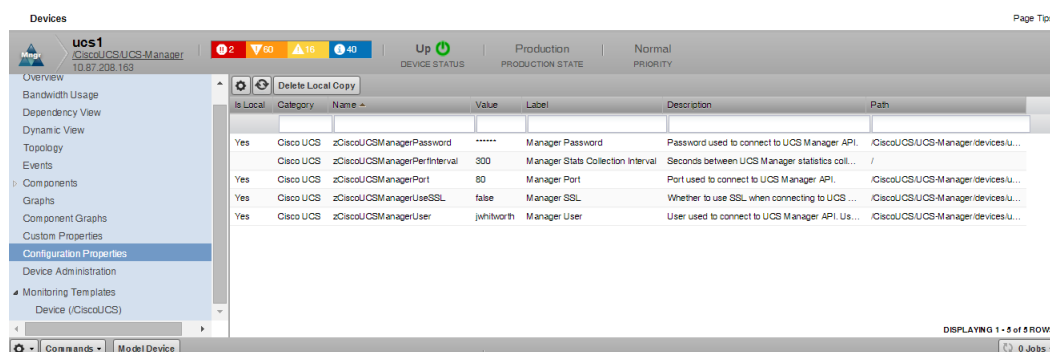 Devices
Page Tips
Mngr
ucs1
/CiscoUCS/UCS-Manager
10.87.208.163
2 60 16 40
Up
DEVICE STATUS
Production
PRODUCTION STATE
Normal
PRIORITY
Overview
Bandwidth Usage
Dependency View
Dynamic View
Topology
Events
Components
Graphs
Component Graphs
Custom Properties
Configuration Properties
Device Administration
Monitoring Templates
Device (/CiscoUCS)
Delete Local Copy
Is Local Category Name Value Label Description Path
Yes Cisco UCS zCiscoUCSManagerPassword ****** Manager Password Password used to connect to UCS Manager API. /CiscoUCS/UCS-Manager/devices/u...
Cisco UCS zCiscoUCSManagerPerfInterval 300 Manager Stats Collection Interval Seconds between UCS Manager statistics coll... /
Yes Cisco UCS zCiscoUCSManagerPort 80 Manager Port Port used to connect to UCS Manager API. /CiscoUCS/UCS-Manager/devices/u...
Yes Cisco UCS zCiscoUCSManagerUseSSL false Manager SSL Whether to use SSL when connecting to UCS ... /CiscoUCS/UCS-Manager/devices/u...
Yes Cisco UCS zCiscoUCSManagerUser jwhitworth Manager User User used to connect to UCS Manager API. Us... /CiscoUCS/UCS-Manager/devices/u...
DISPLAYING 1 - 5 of 5 ROWS
Commands
Model Device
0 Jobs